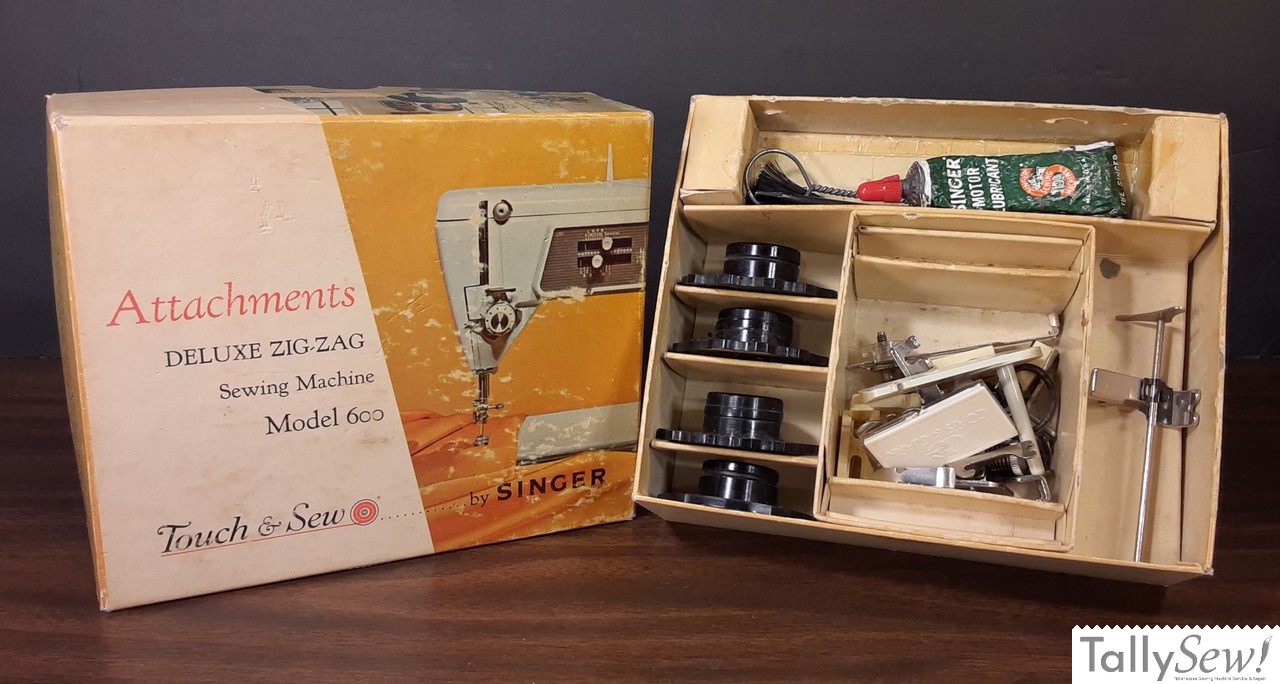 Attachments
DELUXE ZIG-ZAG
Sewing Machine
Model 600
Touch & Sew
by SINGER
SINGER
MOTOR
LUBRICANT
TallySew!